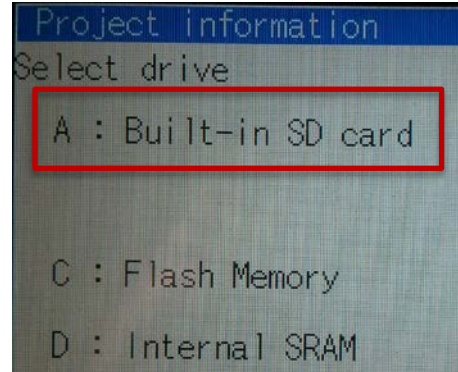 Project information
Select drive
A : Built-in SD card
C : Flash Memory
D : Internal SRAM